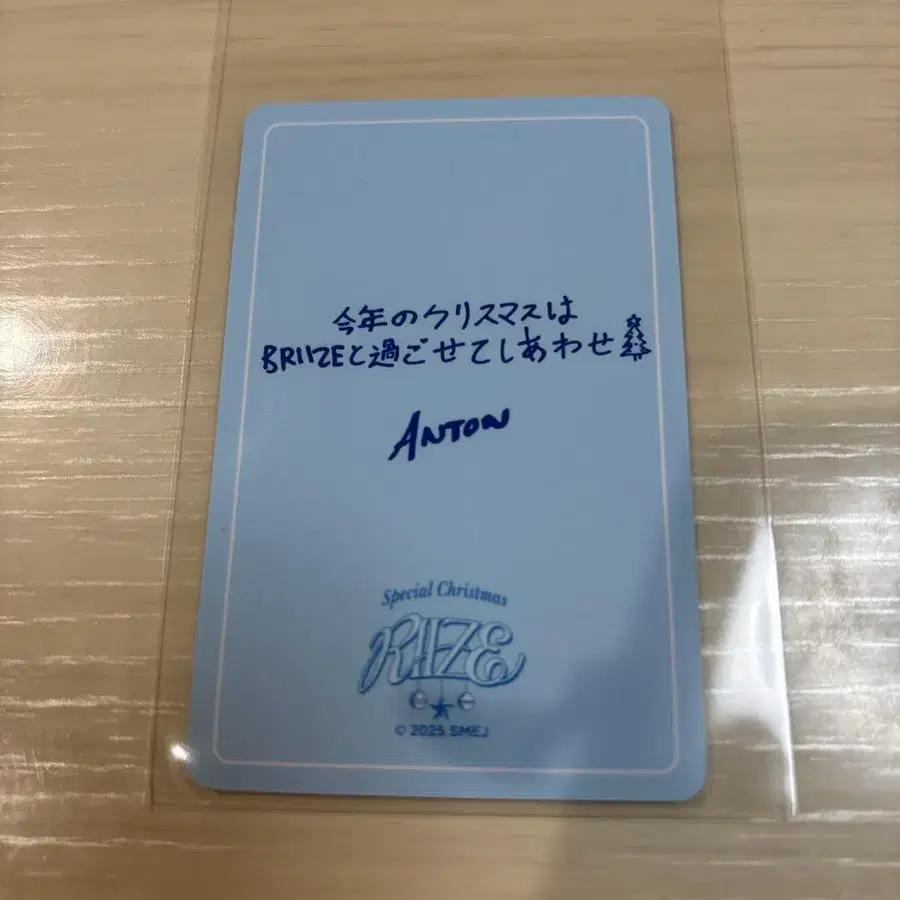 今年のクリスマスは
BRIIZEと過ごせてしあわせ
ANTON
Special Christmas
RIIZE
© 2025 SMEJ